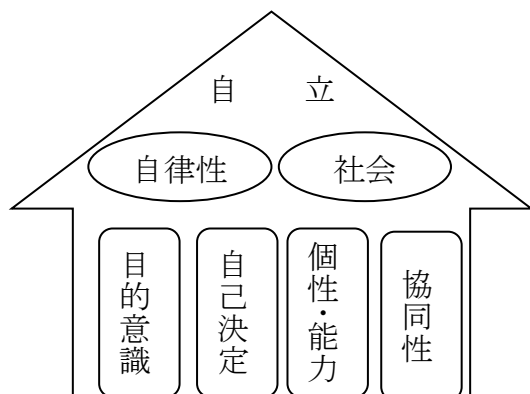 自 立
自律性
社会
目的意識
自己決定
個性・能力
協同性